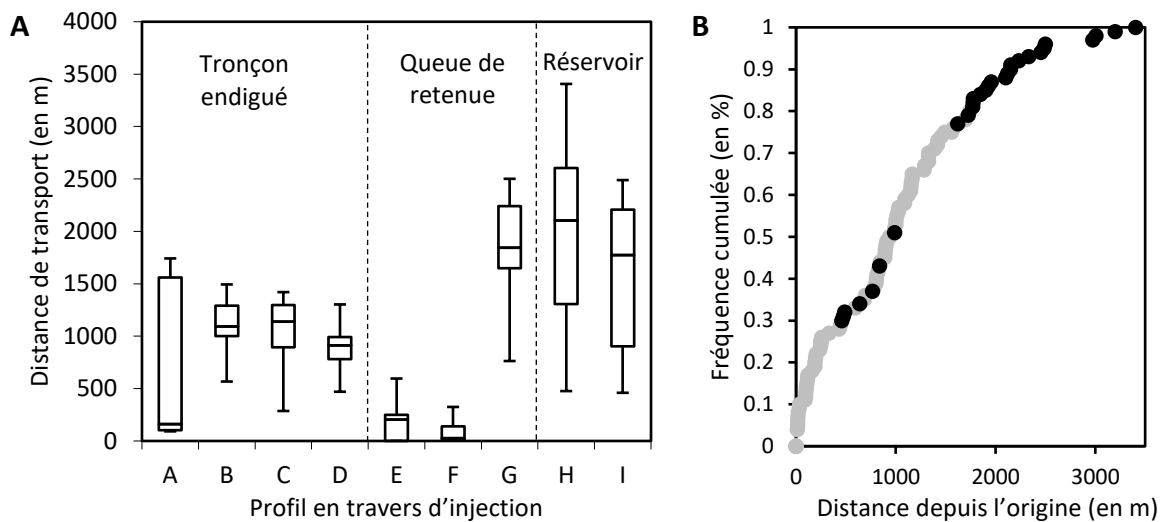 A
Distance de transport (en m)
4000
3500
3000
2500
2000
1500
1000
500
0
Tronçon
endigué
Queue de
retenue
Réservoir
A B C D E F G H I
Profil en travers d'injection
B
Fréquence cumulée (en %)
1
0.9
0.8
0.7
0.6
0.5
0.4
0.3
0.2
0.1
0
0 1000 2000 3000
Distance depuis l'origine (en m)